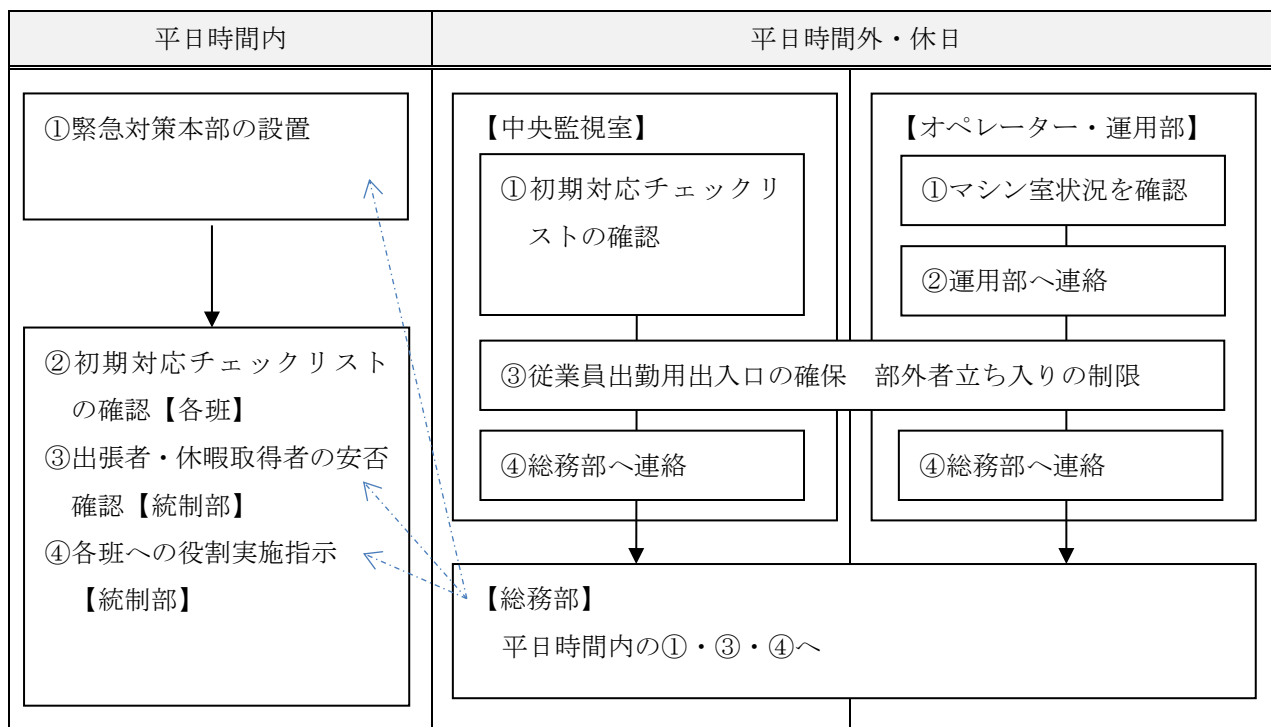 平日時間内
平日時間外・休日
①緊急対策本部の設置
②初期対応チェックリスト
の確認【各班】
③出張者・休暇取得者の安否
確認【統制部】
④各班への役割実施指示
【統制部】
【中央監視室】
①初期対応チェックリ
ストの確認
【オペレーター・運用部】
①マシン室状況を確認
②運用部へ連絡
③従業員出勤用出入口の確保　部外者立ち入りの制限
④総務部へ連絡
④総務部へ連絡
【総務部】
平日時間内の①・③・④へ